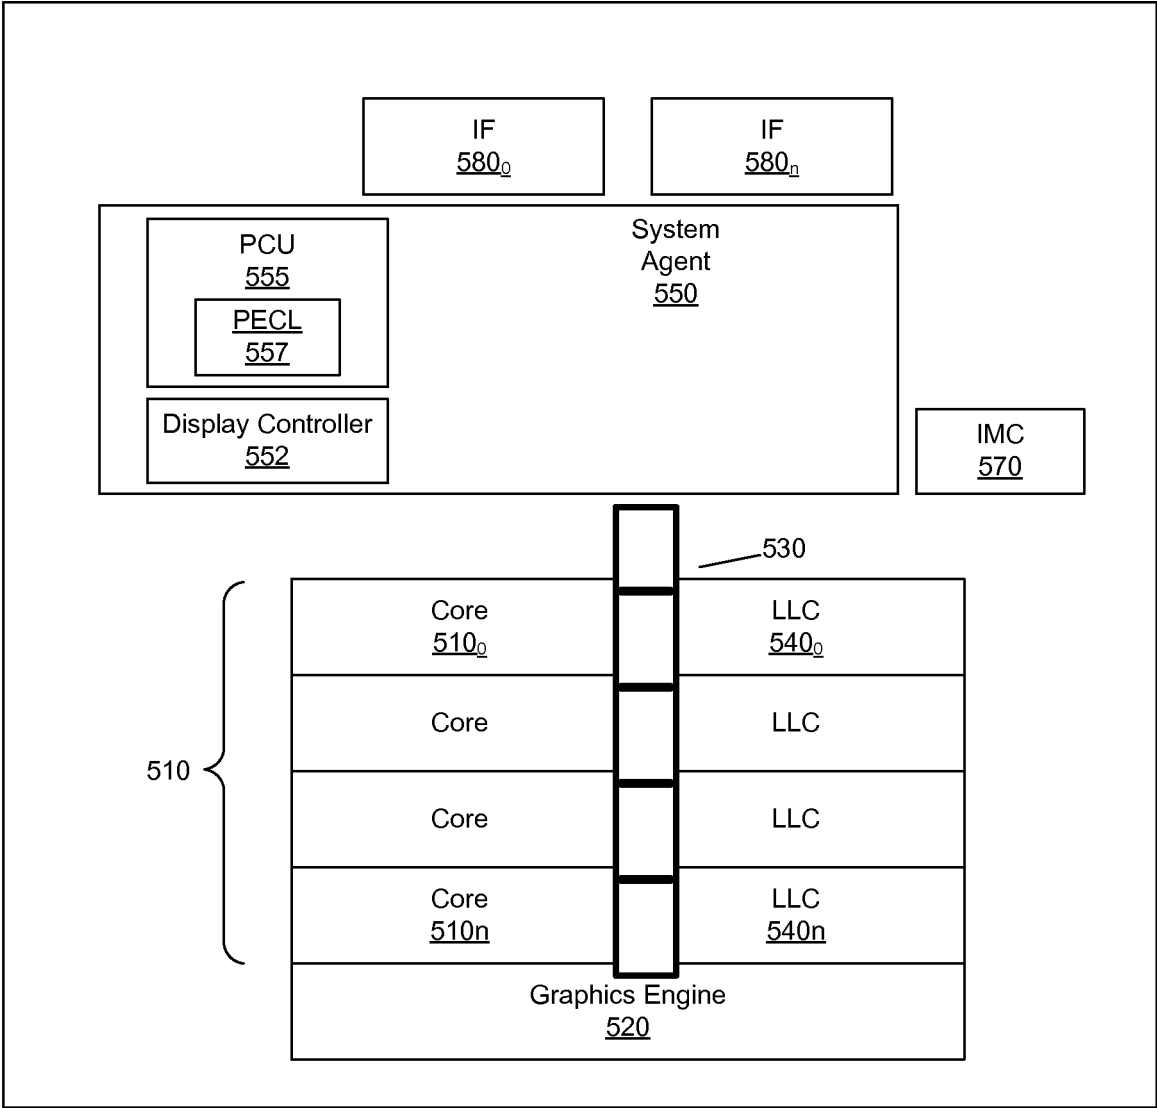 IF
580₀
IF
580ₙ
System
Agent
550
PCU
555
PECL
557
Display Controller
552
IMC
570
530
510
Core
510₀
LLC
540₀
Core
LLC
Core
LLC
Core
510n
LLC
540n
Graphics Engine
520